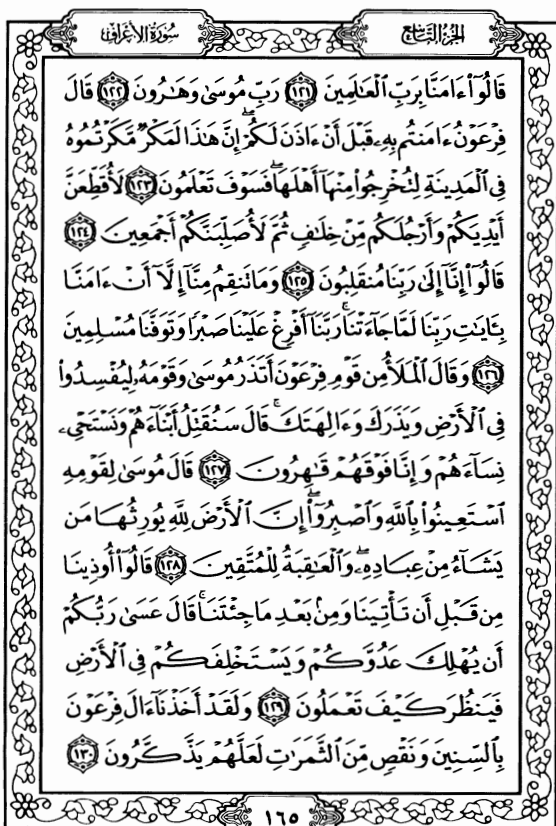 سُورَةُ الأَعْرَافِ الجُزْءُ التَّاسِعُ
قَالُوٓا۟ ءَامَنَّا بِرَبِّ ٱلْعَٰلَمِينَ ١٢١ رَبِّ مُوسَىٰ وَهَٰرُونَ ١٢٢ قَالَ
فِرْعَوْنُ ءَامَنتُم بِهِۦ قَبْلَ أَنْ ءَاذَنَ لَكُمْ ۖ إِنَّ هَٰذَا لَمَكْرٌ مَّكَرْتُمُوهُ
فِى ٱلْمَدِينَةِ لِتُخْرِجُوا۟ مِنْهَآ أَهْلَهَا ۖ فَسَوْفَ تَعْلَمُونَ ١٢٣ لَأُقَطِّعَنَّ
أَيْدِيَكُمْ وَأَرْجُلَكُم مِّنْ خِلَٰفٍ ثُمَّ لَأُصَلِّبَنَّكُمْ أَجْمَعِينَ ١٢٤
قَالُوٓا۟ إِنَّآ إِلَىٰ رَبِّنَا مُنقَلِبُونَ ١٢٥ وَمَا تَنقِمُ مِنَّآ إِلَّآ أَنْ ءَامَنَّا
بِـَٔايَٰتِ رَبِّنَا لَمَّا جَآءَتْنَا ۚ رَبَّنَآ أَفْرِغْ عَلَيْنَا صَبْرًا وَتَوَفَّنَا مُسْلِمِينَ
١٢٦ وَقَالَ ٱلْمَلَأُ مِن قَوْمِ فِرْعَوْنَ أَتَذَرُ مُوسَىٰ وَقَوْمَهُۥ لِيُفْسِدُوا۟
فِى ٱلْأَرْضِ وَيَذَرَكَ وَءَالِهَتَكَ ۚ قَالَ سَنُقَتِّلُ أَبْنَآءَهُمْ وَنَسْتَحْىِۦ
نِسَآءَهُمْ وَإِنَّا فَوْقَهُمْ قَٰهِرُونَ ١٢٧ قَالَ مُوسَىٰ لِقَوْمِهِ
ٱسْتَعِينُوا۟ بِٱللَّهِ وَٱصْبِرُوٓا۟ ۖ إِنَّ ٱلْأَرْضَ لِلَّهِ يُورِثُهَا مَن
يَشَآءُ مِنْ عِبَادِهِۦ ۖ وَٱلْعَٰقِبَةُ لِلْمُتَّقِينَ ١٢٨ قَالُوٓا۟ أُوذِينَا
مِن قَبْلِ أَن تَأْتِيَنَا وَمِنۢ بَعْدِ مَا جِئْتَنَا ۚ قَالَ عَسَىٰ رَبُّكُمْ
أَن يُهْلِكَ عَدُوَّكُمْ وَيَسْتَخْلِفَكُمْ فِى ٱلْأَرْضِ
فَيَنظُرَ كَيْفَ تَعْمَلُونَ ١٢٩ وَلَقَدْ أَخَذْنَآ ءَالَ فِرْعَوْنَ
بِٱلسِّنِينَ وَنَقْصٍ مِّنَ ٱلثَّمَرَٰتِ لَعَلَّهُمْ يَذَّكَّرُونَ ١٣٠
١٦٥